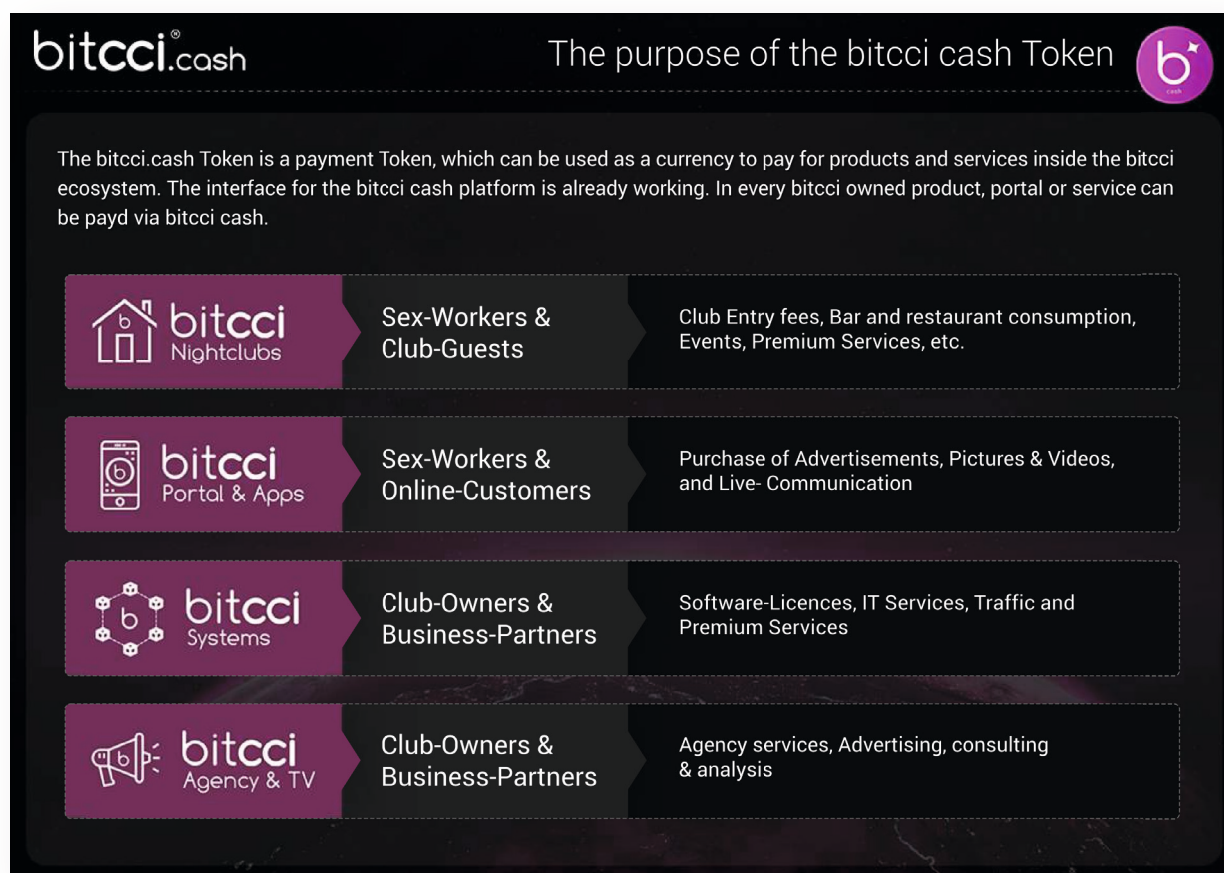 bitcci®.cash
The purpose of the bitcci cash Token
b
cash
The bitcci.cash Token is a payment Token, which can be used as a currency to pay for products and services inside the bitcci
ecosystem. The interface for the bitcci cash platform is already working. In every bitcci owned product, portal or service can
be payd via bitcci cash.
b
bitcci
Nightclubs
Sex-Workers &
Club-Guests
Club Entry fees, Bar and restaurant consumption,
Events, Premium Services, etc.
b
bitcci
Portal & Apps
Sex-Workers &
Online-Customers
Purchase of Advertisements, Pictures & Videos,
and Live- Communication
b
bitcci
Systems
Club-Owners &
Business-Partners
Software-Licences, IT Services, Traffic and
Premium Services
b
bitcci
Agency & TV
Club-Owners &
Business-Partners
Agency services, Advertising, consulting
& analysis